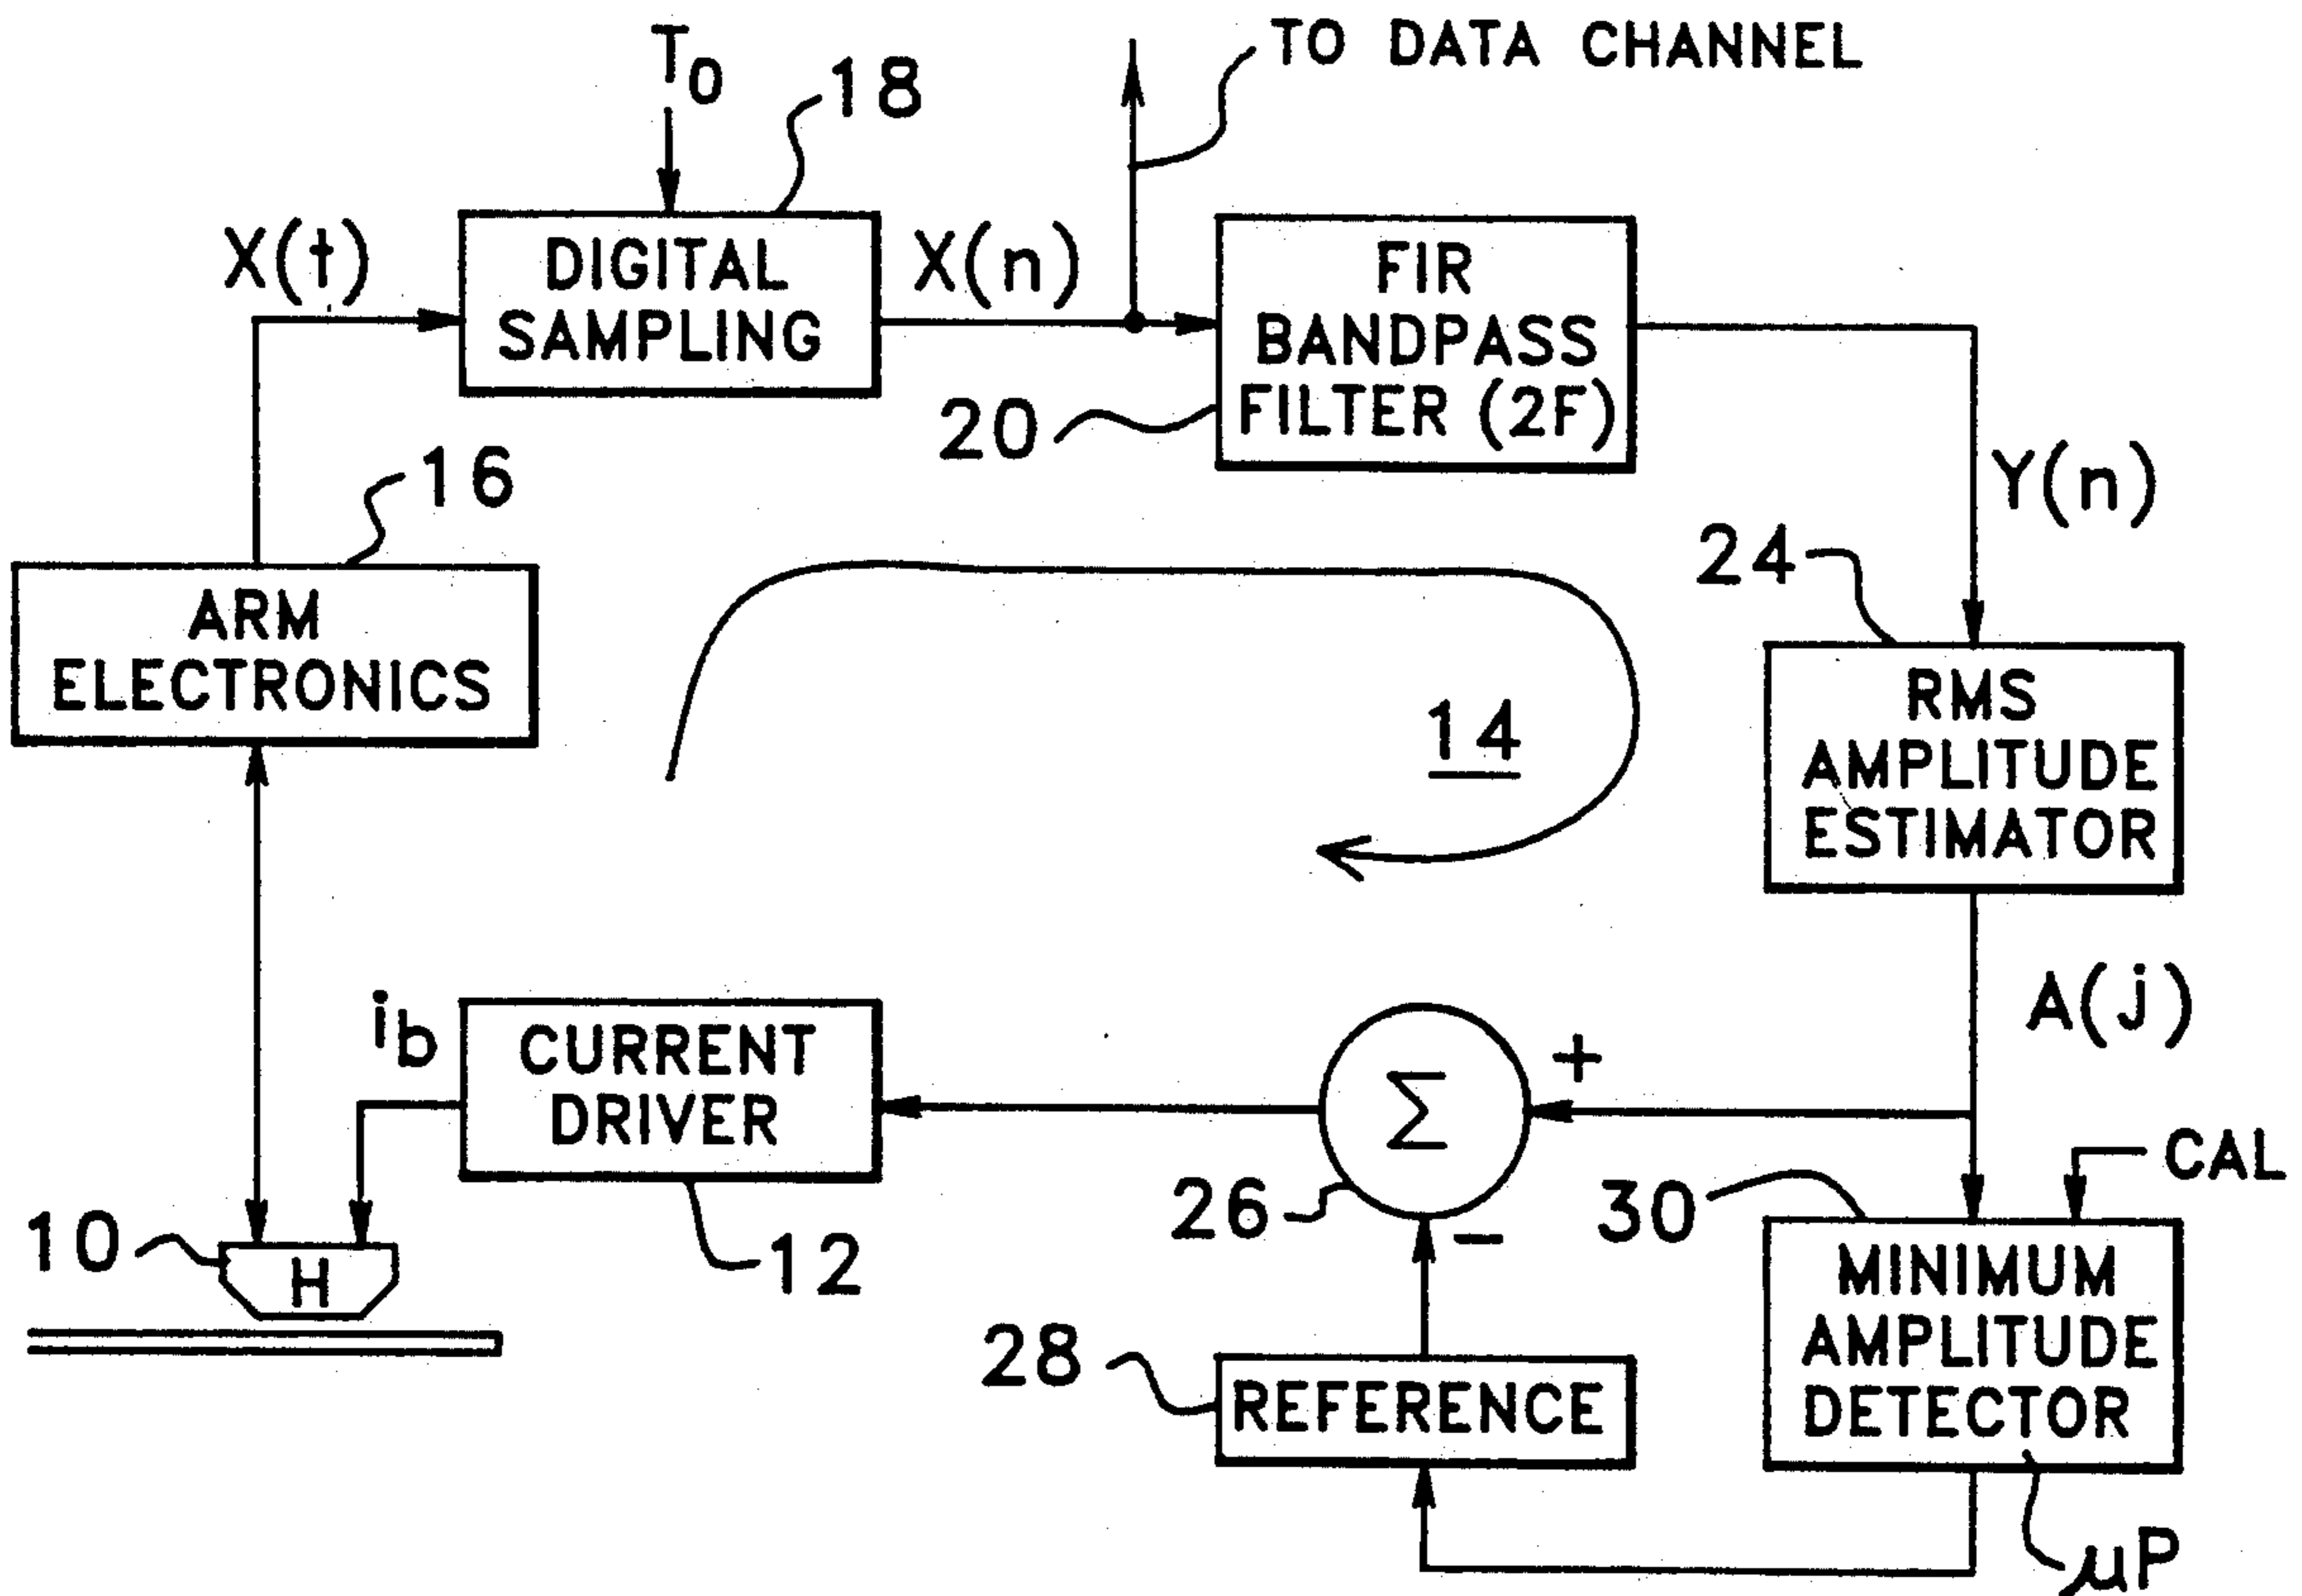 T0
18
TO DATA CHANNEL
X(t)
DIGITAL
SAMPLING
X(n)
FIR
BANDPASS
FILTER (2F)
20
16
Y(n)
24
ARM
ELECTRONICS
14
RMS
AMPLITUDE
ESTIMATOR
A(j)
ib
CURRENT
DRIVER
Σ
+
CAL
26
−
30
10
H
12
MINIMUM
AMPLITUDE
DETECTOR
28
REFERENCE
μP